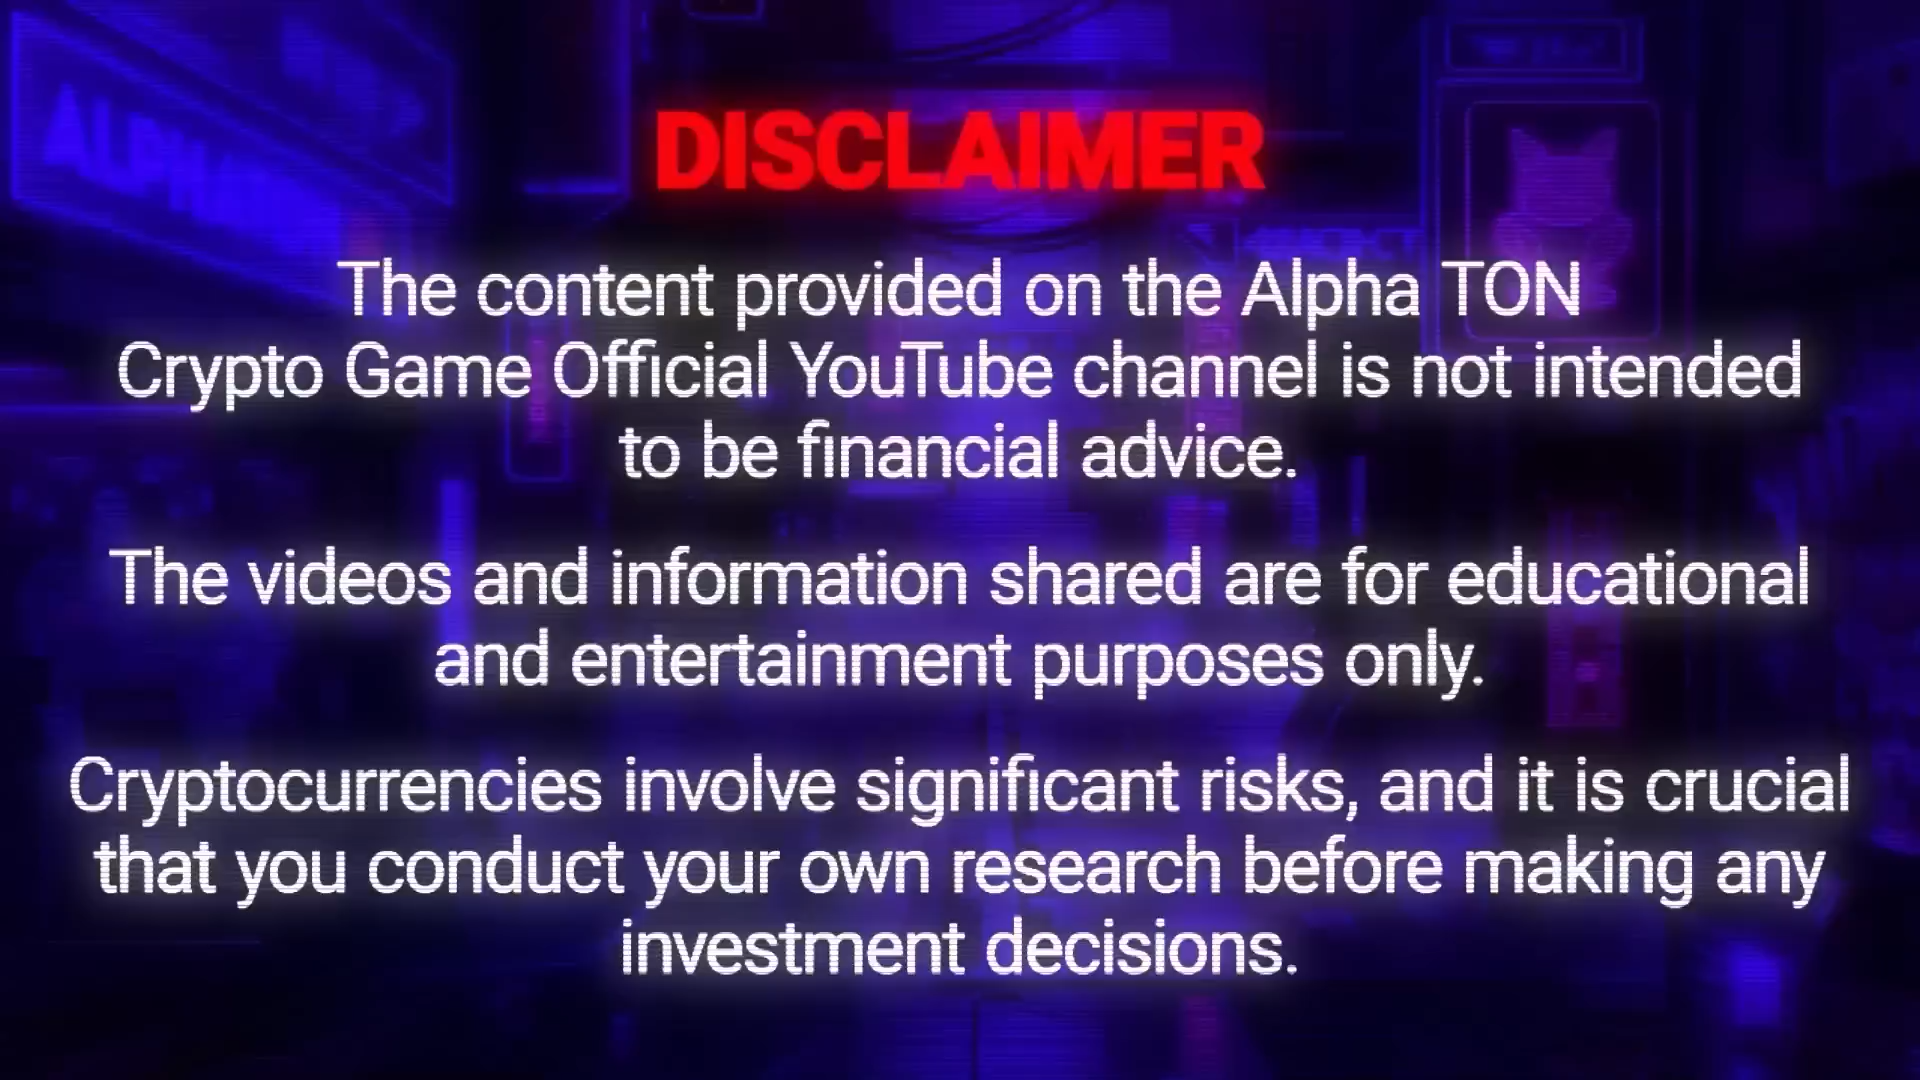 ALPHA
DISCLAIMER
The content provided on the Alpha TON
Crypto Game Official YouTube channel is not intended
to be financial advice.
The videos and information shared are for educational
and entertainment purposes only.
Cryptocurrencies involve significant risks, and it is crucial
that you conduct your own research before making any
investment decisions.